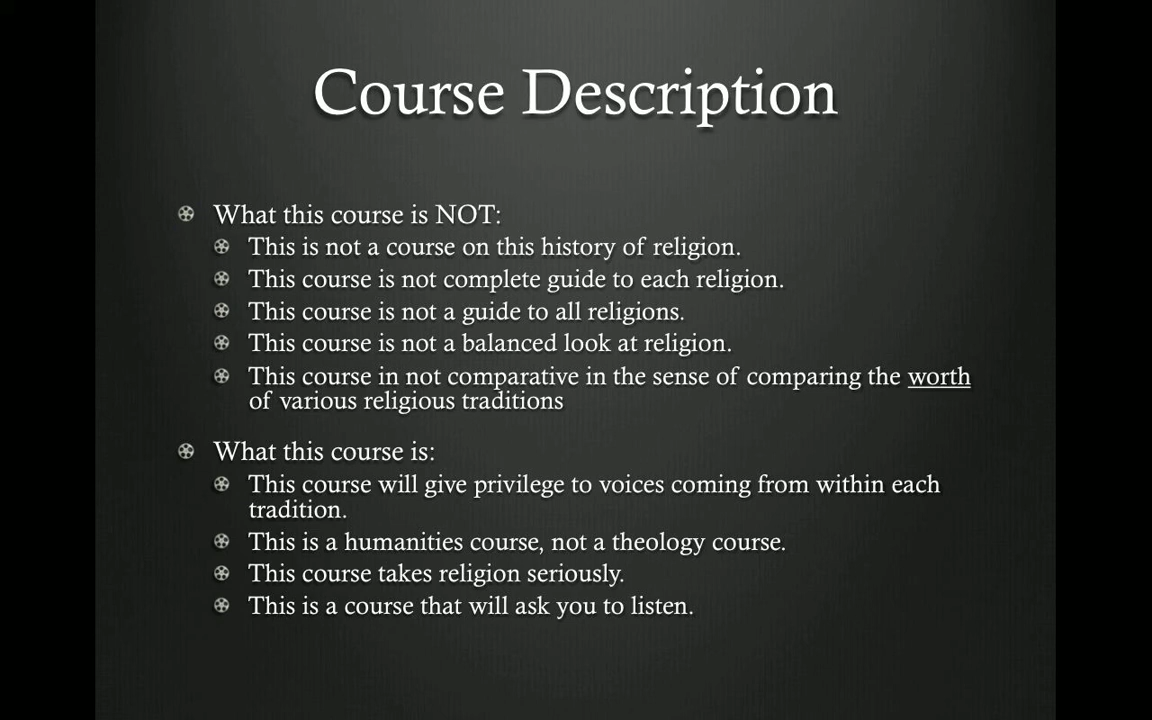 Course Description
What this course is NOT:
This is not a course on this history of religion.
This course is not complete guide to each religion.
This course is not a guide to all religions.
This course is not a balanced look at religion.
This course in not comparative in the sense of comparing the worth
of various religious traditions
What this course is:
This course will give privilege to voices coming from within each
tradition.
This is a humanities course, not a theology course.
This course takes religion seriously.
This is a course that will ask you to listen.